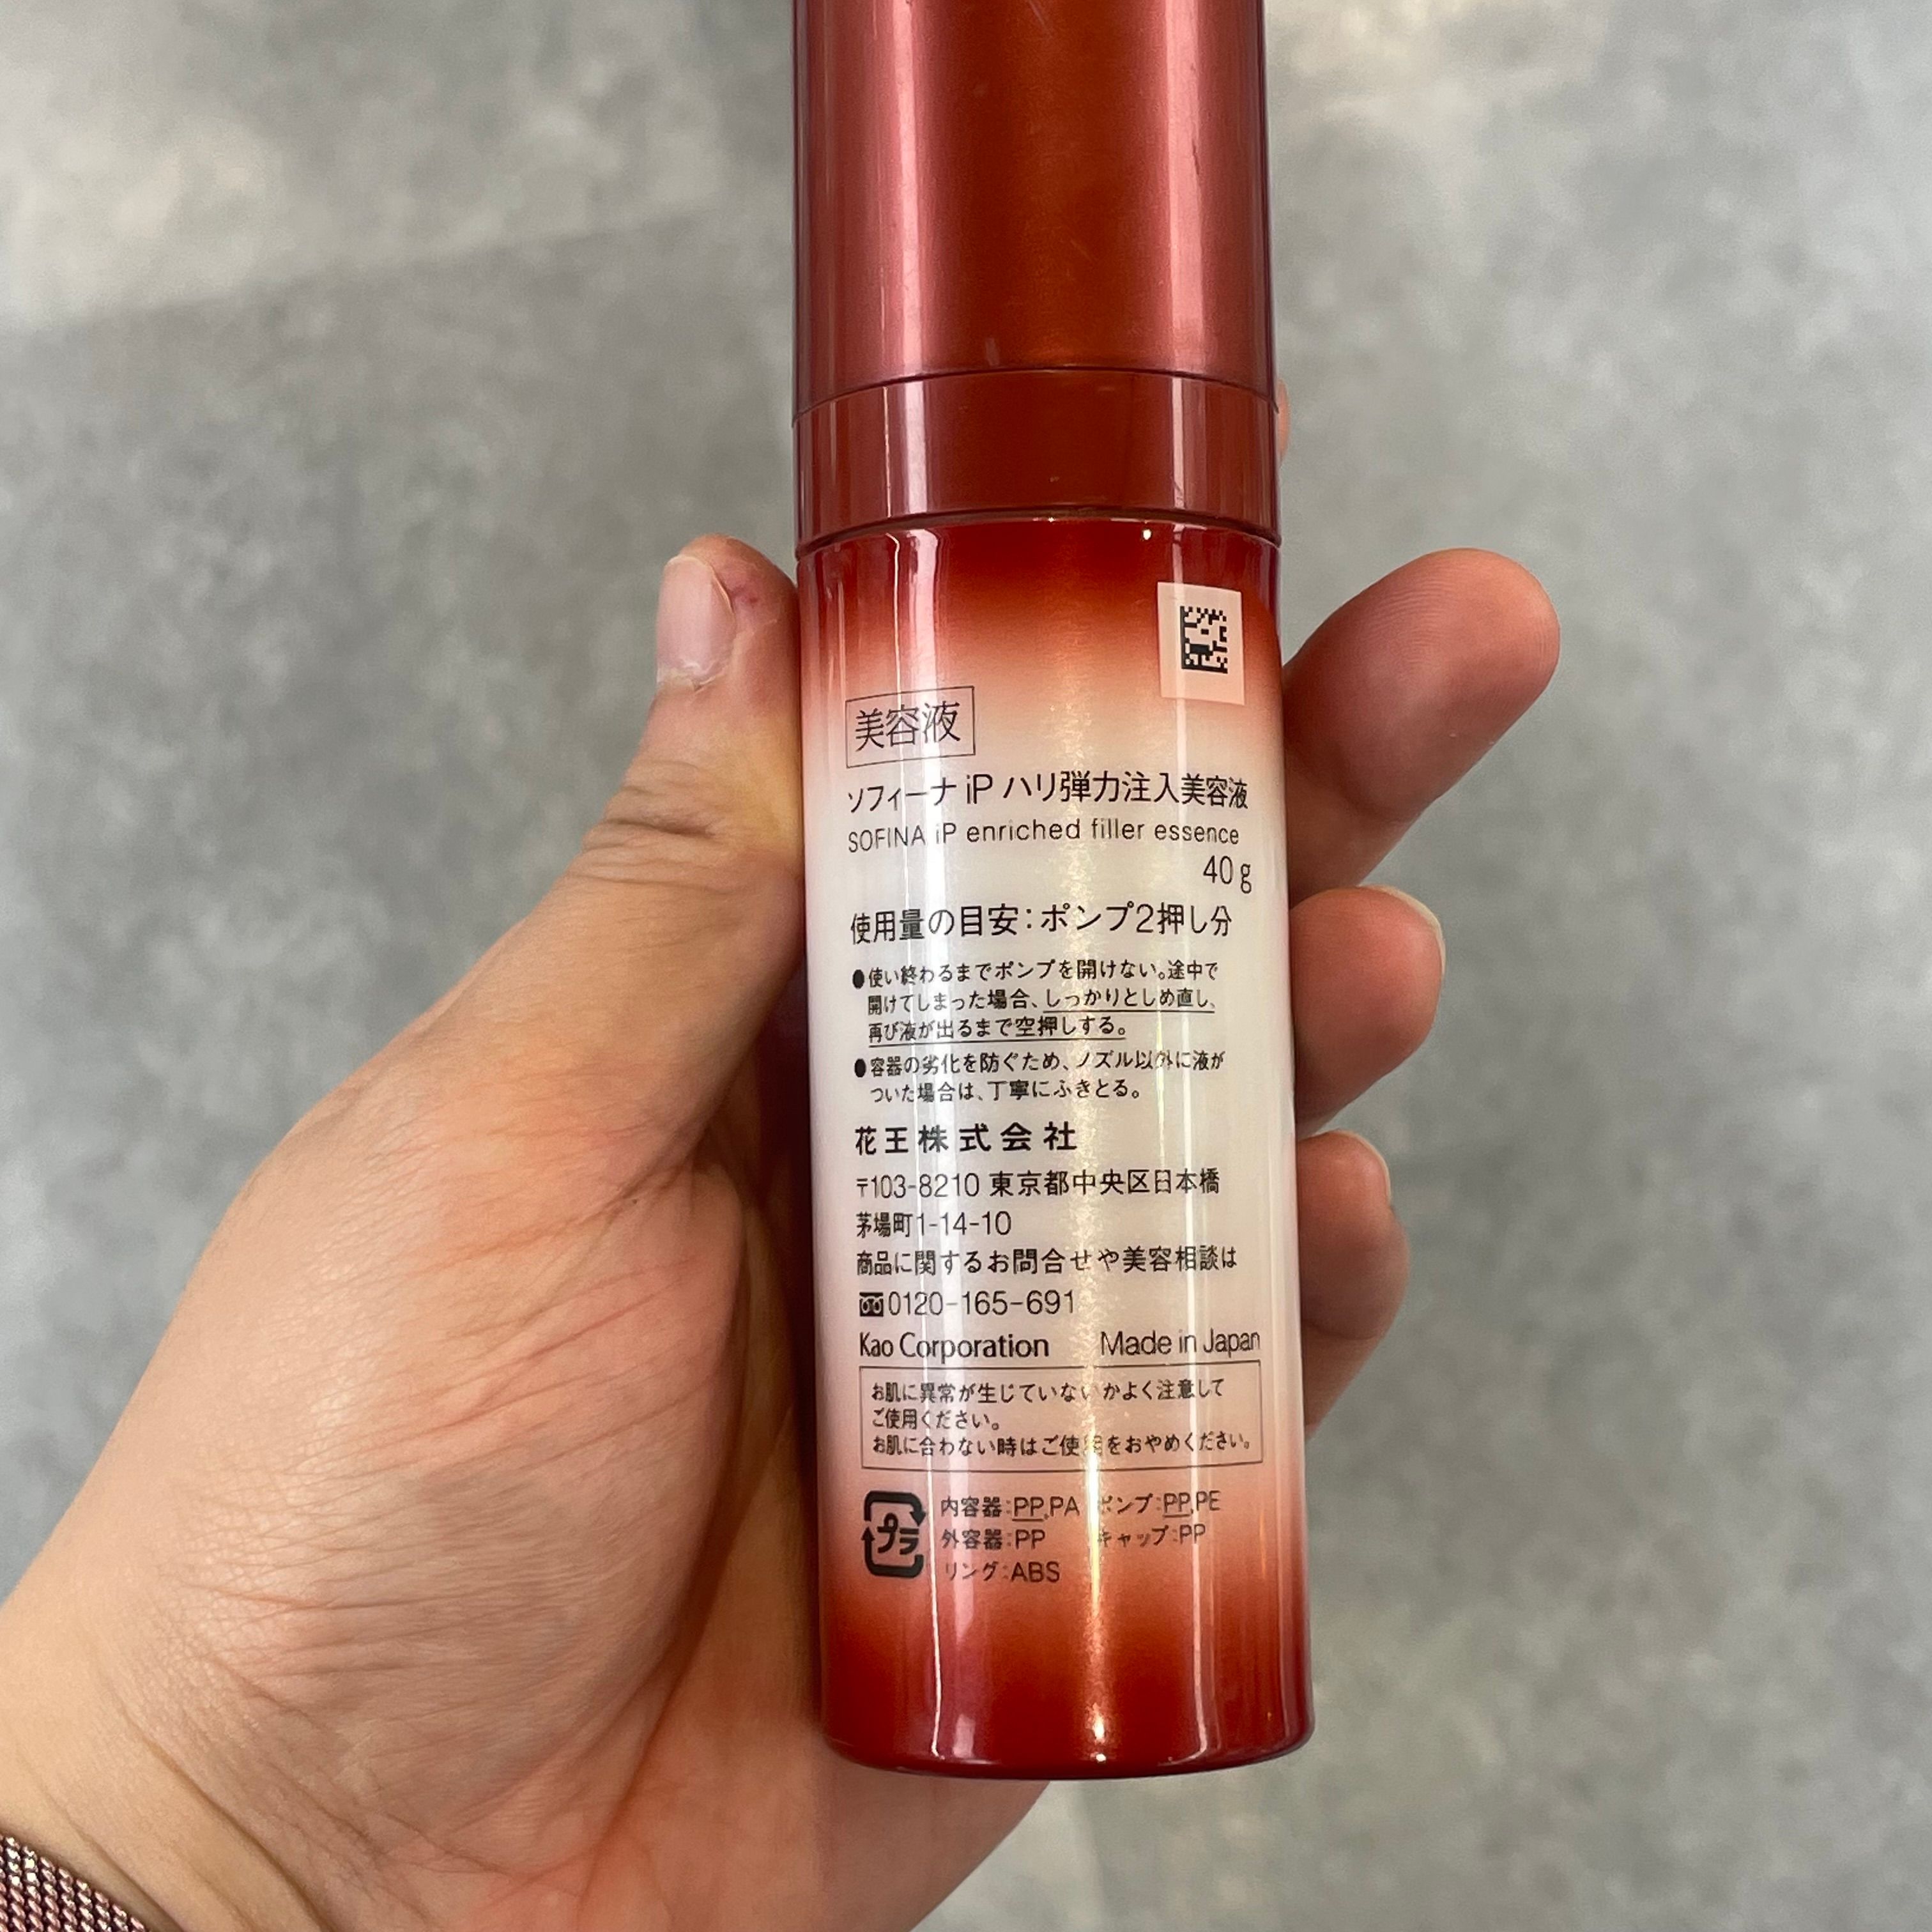 美容液
ソフィーナ iP ハリ弾力注入美容液
SOFINA iP enriched filler essence
40g
使用量の目安:ポンプ2押し分
●使い終わるまでポンプを開けない。途中で
開けてしまった場合、しっかりとしめ直し、
再び液が出るまで空押しする。
●容器の劣化を防ぐため、ノズル以外に液が
ついた場合は、丁寧にふきとる。
花王株式会社
〒103-8210 東京都中央区日本橋
茅場町1-14-10
商品に関するお問合せや美容相談は
0120-165-691
Kao Corporation Made in Japan
お肌に異常が生じていないかよく注意して
ご使用ください。
お肌に合わない時はご使用をおやめください。
プラ
内容器:PP,PA ポンプ:PP,PE
外容器:PP キャップ:PP
リング:ABS